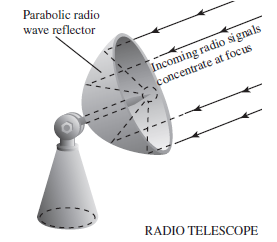 Parabolic radio
wave reflector
Incoming radio signals
concentrate at focus
RADIO TELESCOPE